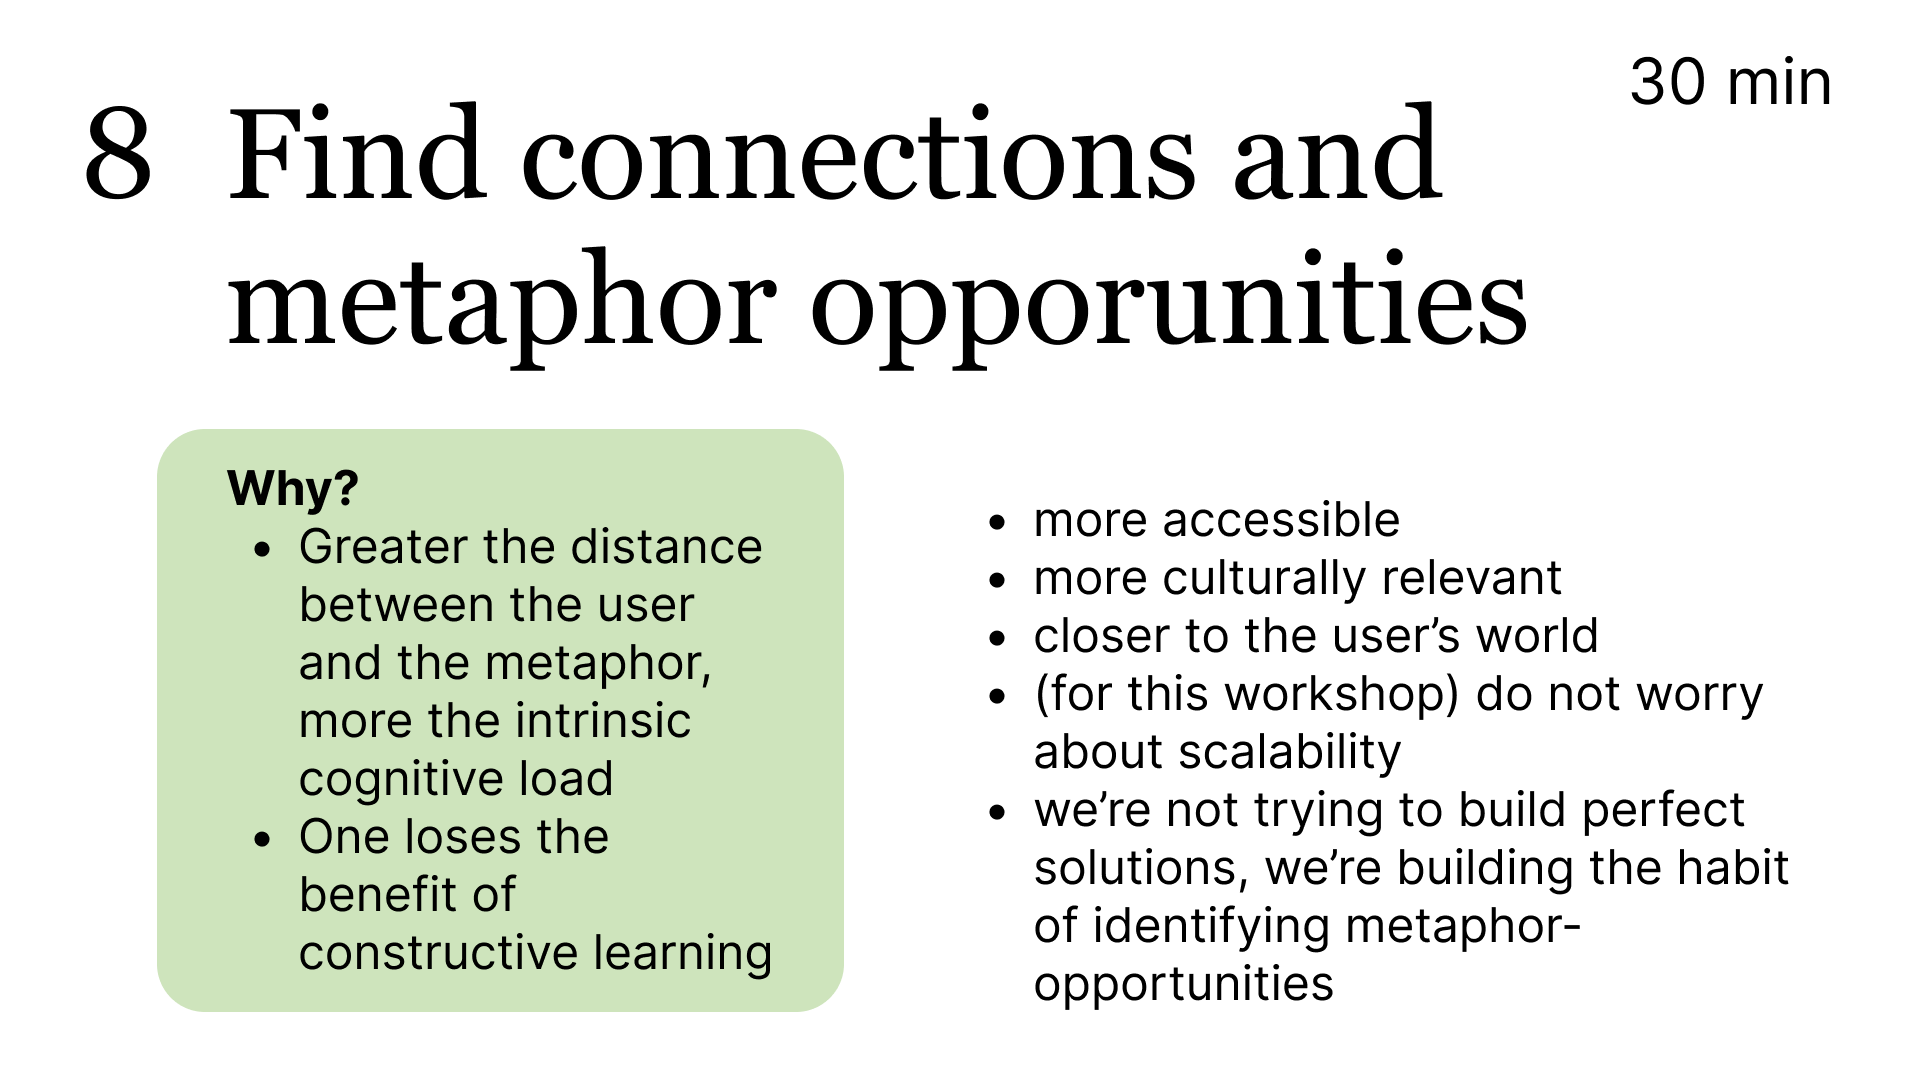 30 min
8 Find connections and
metaphor opporunities
Why?
• Greater the distance
between the user
and the metaphor,
more the intrinsic
cognitive load
• One loses the
benefit of
constructive learning
• more accessible
• more culturally relevant
• closer to the user’s world
• (for this workshop) do not worry
about scalability
• we’re not trying to build perfect
solutions, we’re building the habit
of identifying metaphor-
opportunities